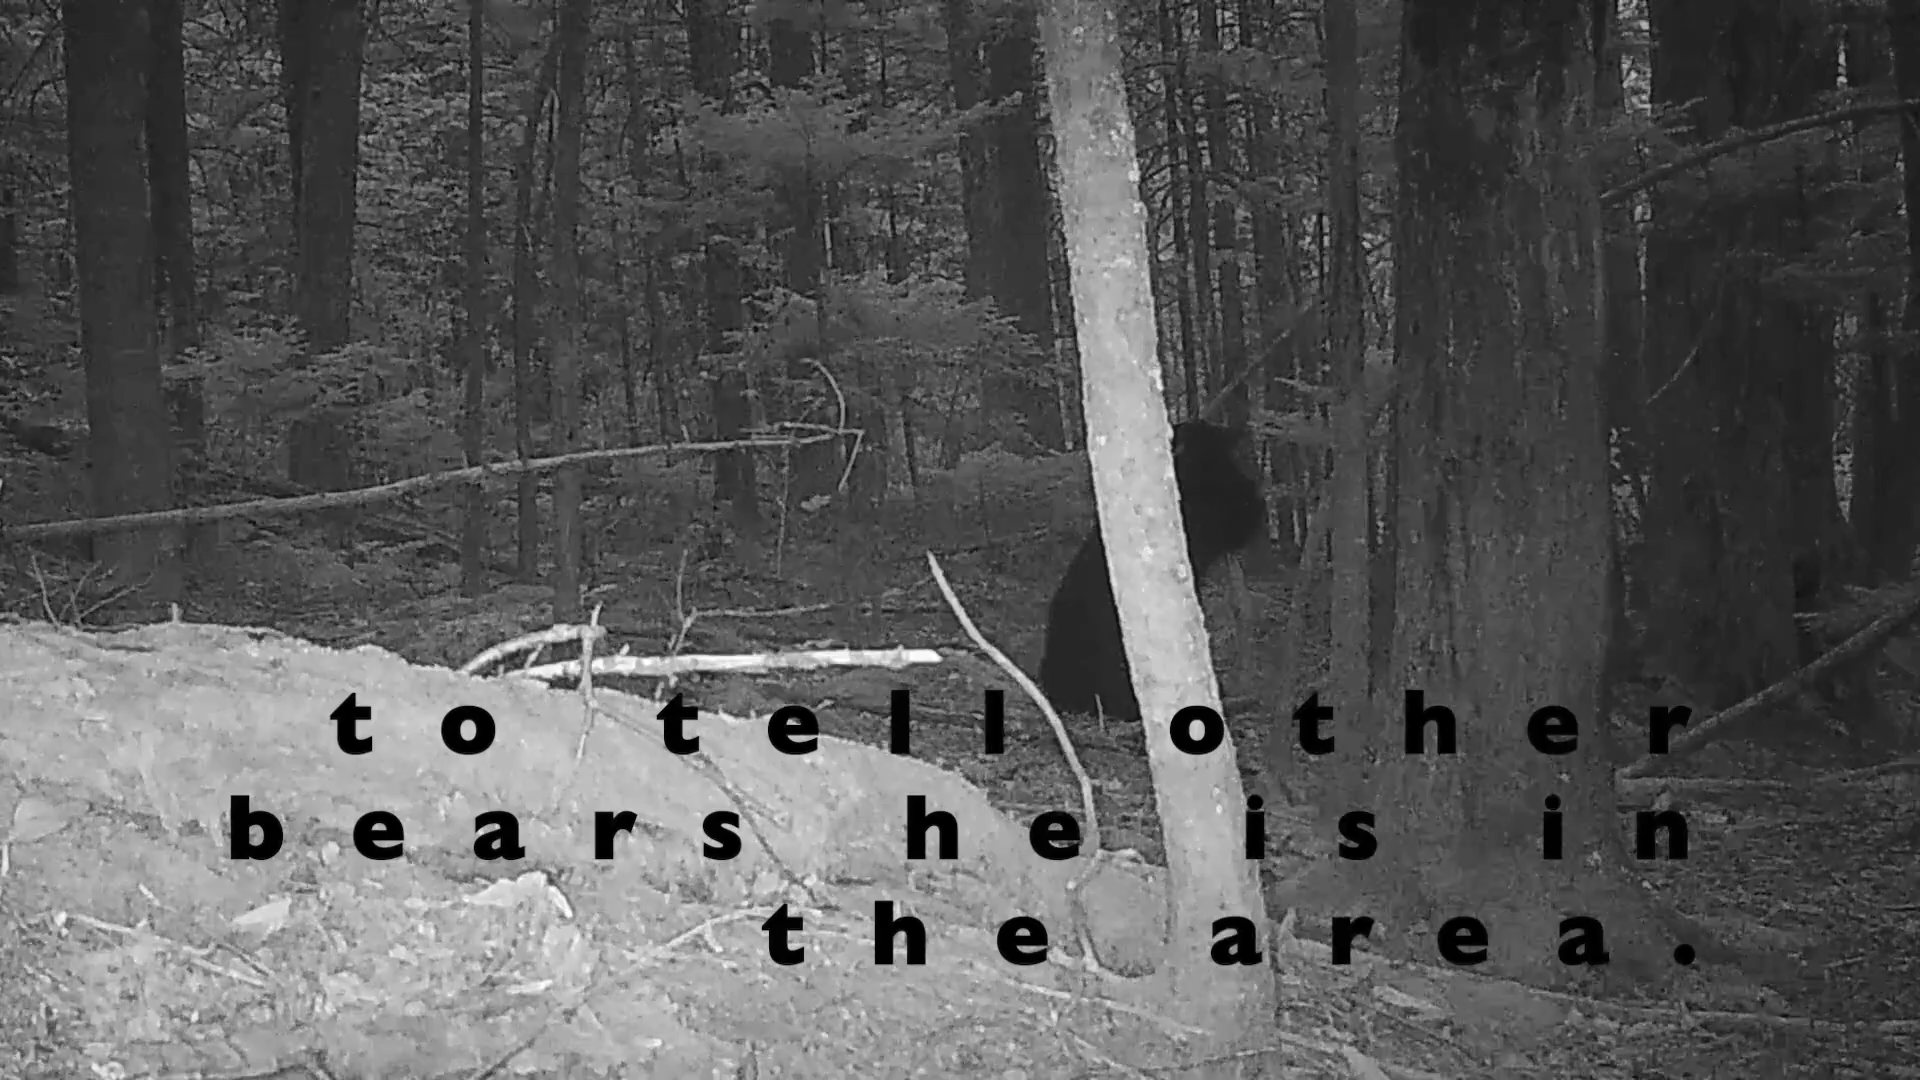 to tell other
bears he is in
the area.